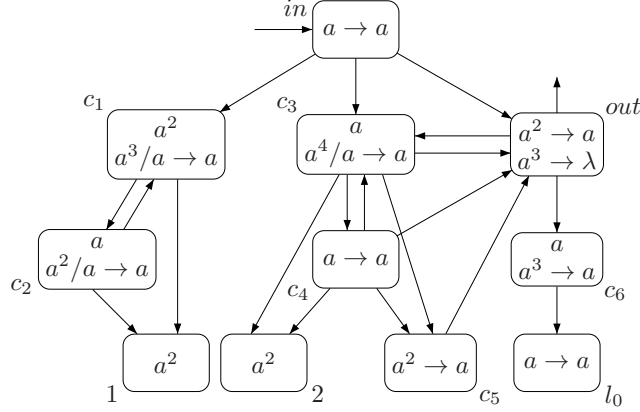 in
a → a
c₁
a²
a³/a → a
c₃
a
a⁴/a → a
out
a² → a
a³ → λ
a
a²/a → a
c₂
a → a
c₄
a
a³ → a
c₆
a²
1
a²
2
a² → a
c₅
a → a
l₀